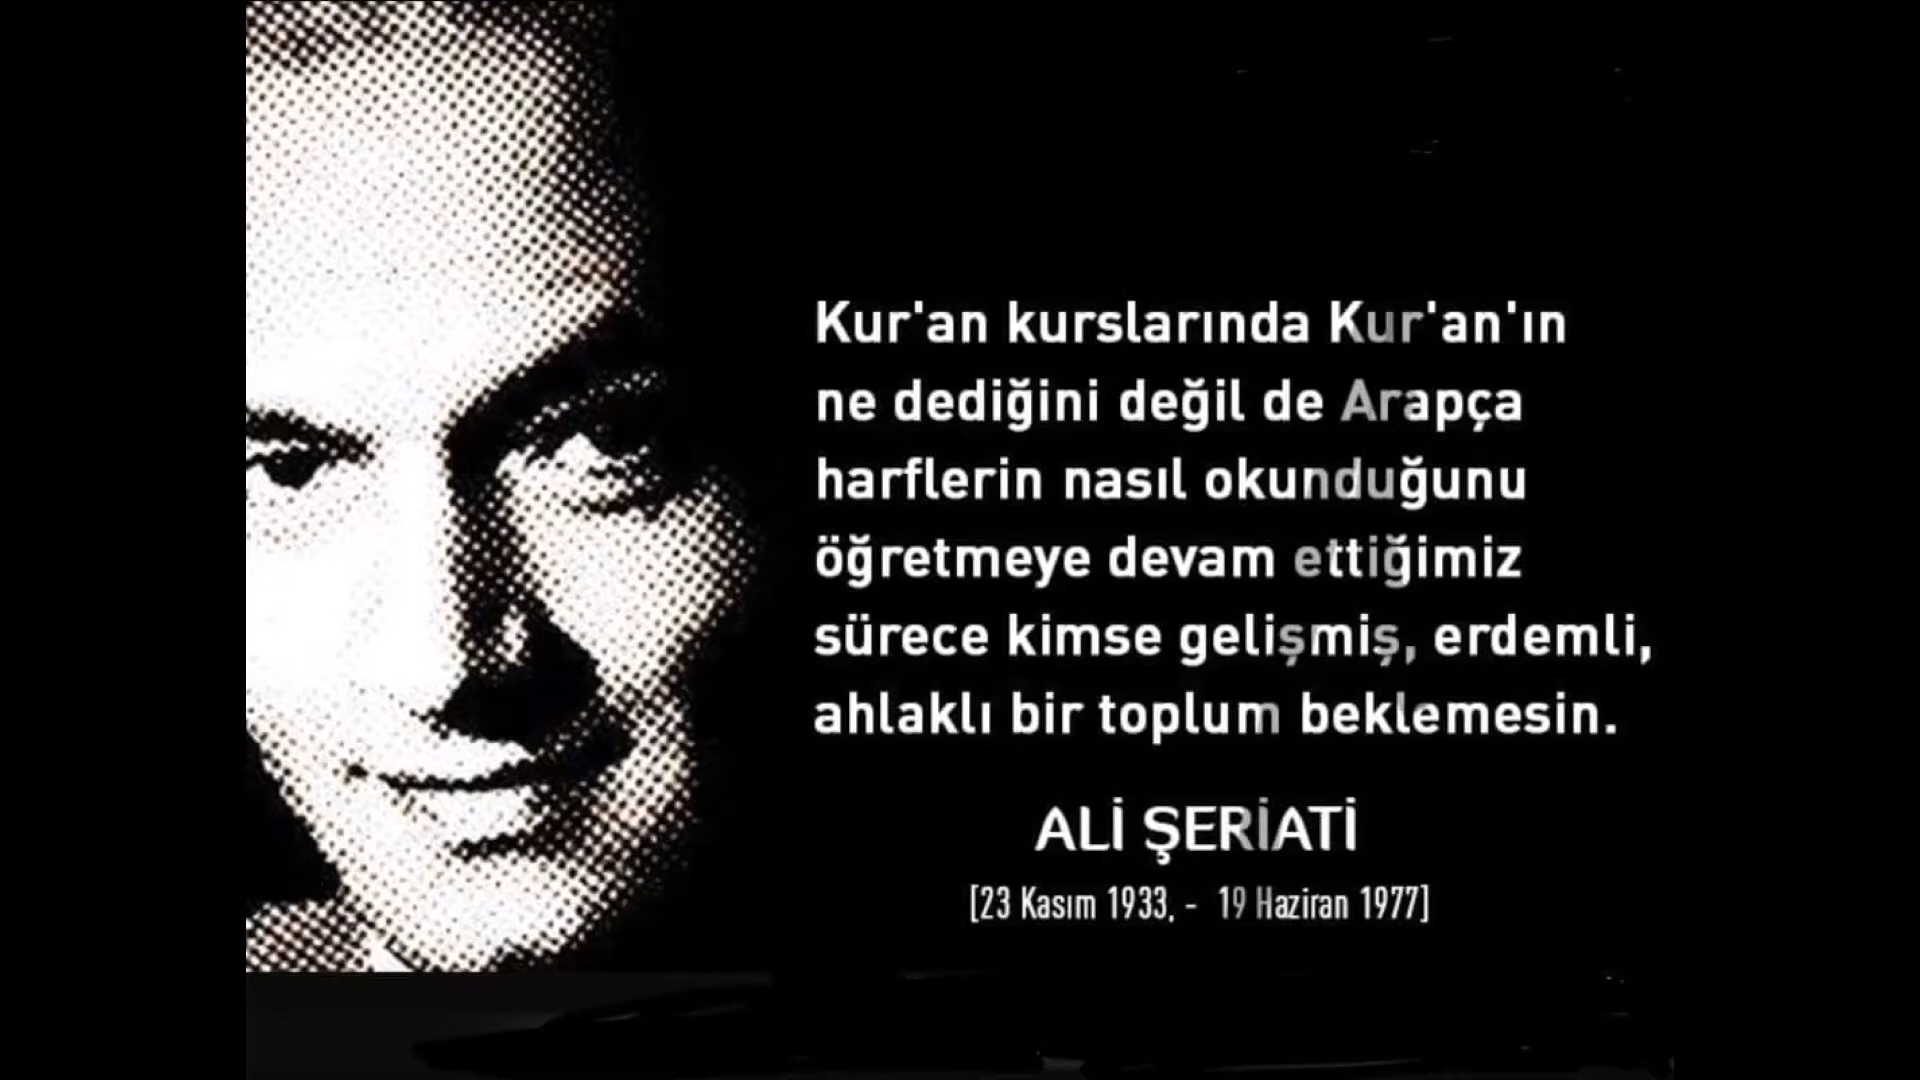 Kur'an kurslarında Kur'an'ın
ne dediğini değil de Arapça
harflerin nasıl okunduğunu
öğretmeye devam ettiğimiz
sürece kimse gelişmiş, erdemli,
ahlaklı bir toplum beklemesin.
ALİ ŞERİATİ
[23 Kasım 1933, - 19 Haziran 1977]